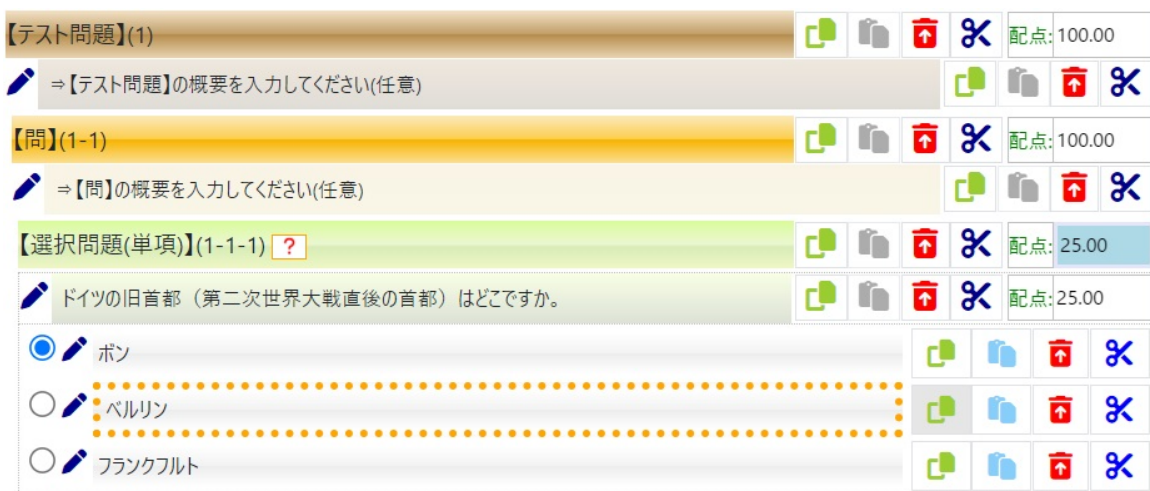 【テスト問題】(1) 配点: 100.00
⇒【テスト問題】の概要を入力してください(任意)
【問】(1-1) 配点: 100.00
⇒【問】の概要を入力してください(任意)
【選択問題(単項)】(1-1-1) ? 配点: 25.00
ドイツの旧首都（第二次世界大戦直後の首都）はどこですか。 配点: 25.00
ボン
ベルリン
フランクフルト